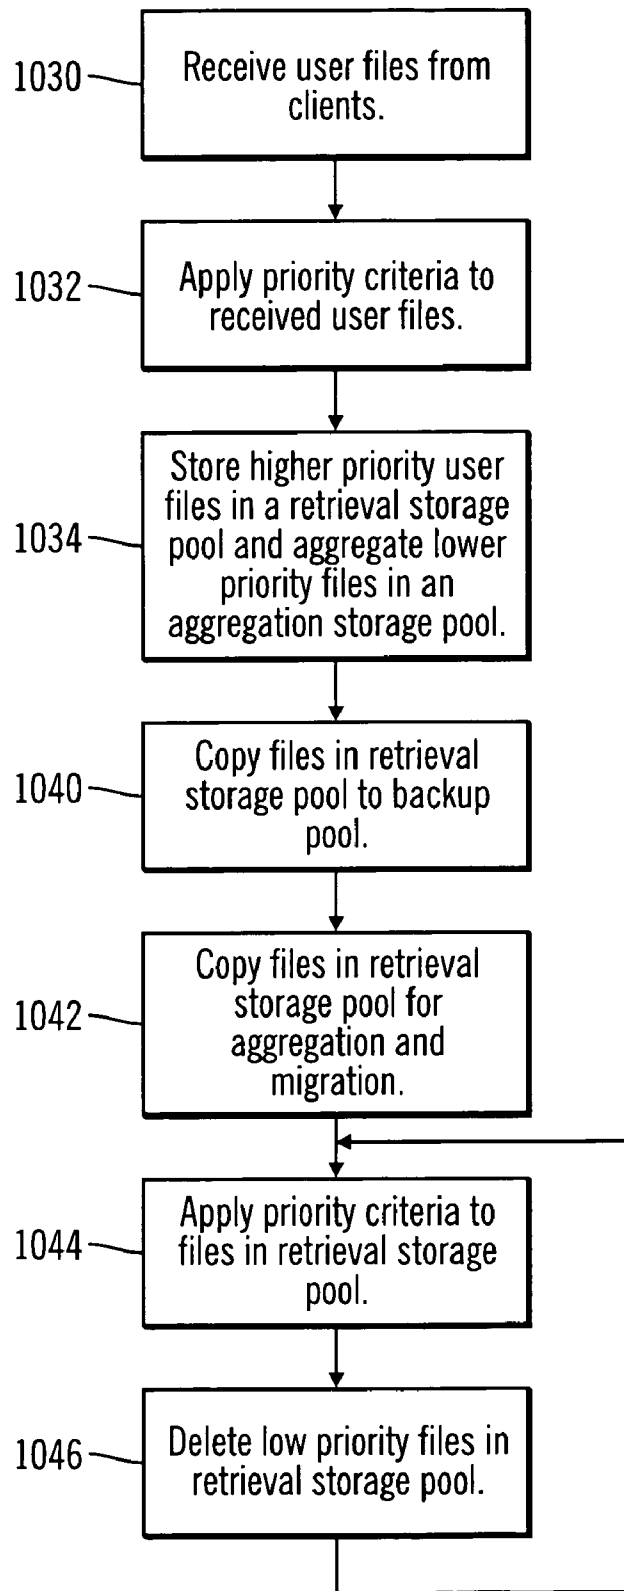 1030
Receive user files from
clients.
1032
Apply priority criteria to
received user files.
1034
Store higher priority user
files in a retrieval storage
pool and aggregate lower
priority files in an
aggregation storage pool.
1040
Copy files in retrieval
storage pool to backup
pool.
1042
Copy files in retrieval
storage pool for
aggregation and
migration.
1044
Apply priority criteria to
files in retrieval storage
pool.
1046
Delete low priority files in
retrieval storage pool.